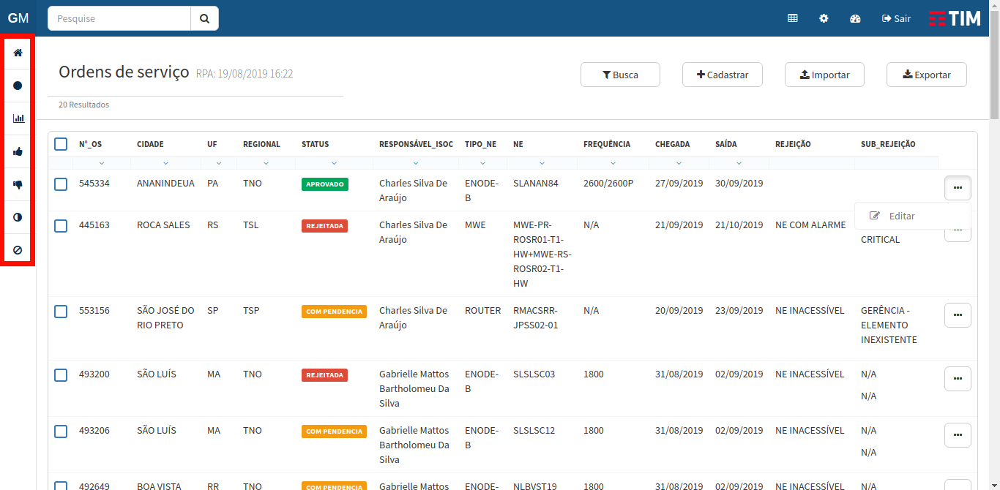 GM Pesquise Sair TIM
Ordens de serviço RPA: 19/08/2019 16:22 Busca Cadastrar Importar Exportar
20 Resultados
N°_OS CIDADE UF REGIONAL STATUS RESPONSÁVEL_ISOC TIPO_NE NE FREQUÊNCIA CHEGADA SAÍDA REJEIÇÃO SUB_REJEIÇÃO
545334 ANANINDEUA PA TNO APROVADO Charles Silva De ENODE- SLANAN84 2600/2600P 27/09/2019 30/09/2019
Araújo B
Editar
445163 ROCA SALES RS TSL REJEITADA Charles Silva De MWE MWE-PR- N/A 21/09/2019 21/10/2019 NE COM ALARME
Araújo ROSR01-T1- CRITICAL
HW+MWE-RS-
ROSR02-T1-
HW
553156 SÃO JOSÉ DO SP TSP COM PENDENCIA Charles Silva De ROUTER RMACSRR- N/A 20/09/2019 23/09/2019 NE INACESSÍVEL GERÊNCIA -
RIO PRETO Araújo JPSS02-01 ELEMENTO
INEXISTENTE
493200 SÃO LUÍS MA TNO REJEITADA Gabrielle Mattos ENODE- SLSLSC03 1800 31/08/2019 02/09/2019 NE INACESSÍVEL N/A
Bartholomeu Da B N/A
Silva
493206 SÃO LUÍS MA TNO COM PENDENCIA Gabrielle Mattos ENODE- SLSLSC12 1800 31/08/2019 02/09/2019 NE INACESSÍVEL N/A
Bartholomeu Da B N/A
Silva
492649 BOA VISTA RR TNO COM PENDENCIA Gabrielle Mattos ENODE- NLBVST19 1800 31/08/2019 02/09/2019 NE INACESSÍVEL N/A